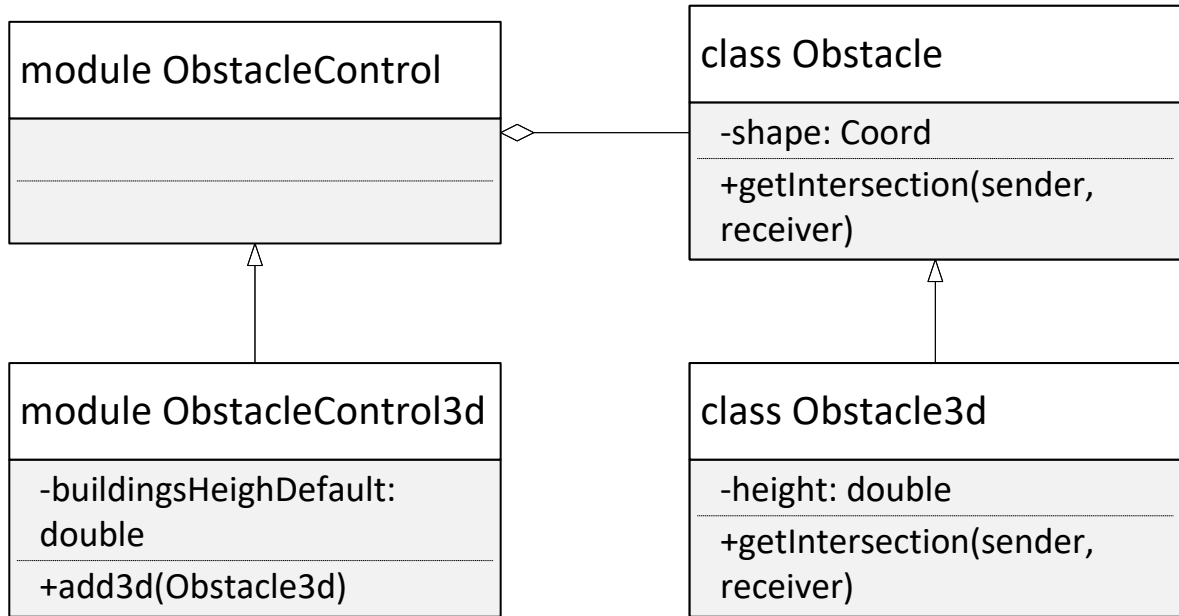 module ObstacleControl
class Obstacle
-shape: Coord
+getIntersection(sender,
receiver)
module ObstacleControl3d
-buildingsHeighDefault:
double
+add3d(Obstacle3d)
class Obstacle3d
-height: double
+getIntersection(sender,
receiver)